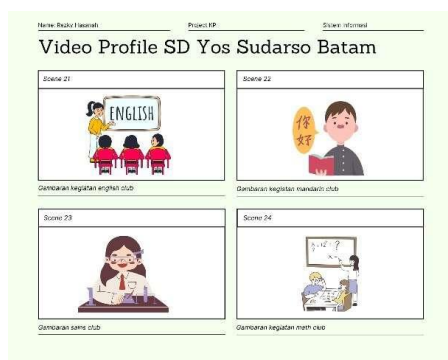 Name: Rezky Hasanah Project KP Sistem Informasi
Video Profile SD Yos Sudarso Batam
Scene 21 Scene 22
ENGLISH
你好
Gambaran kegiatan english club Gambaran kegiatan mandarin club
Scene 23 Scene 24
Gambaran sains club Gambaran kegiatan math club